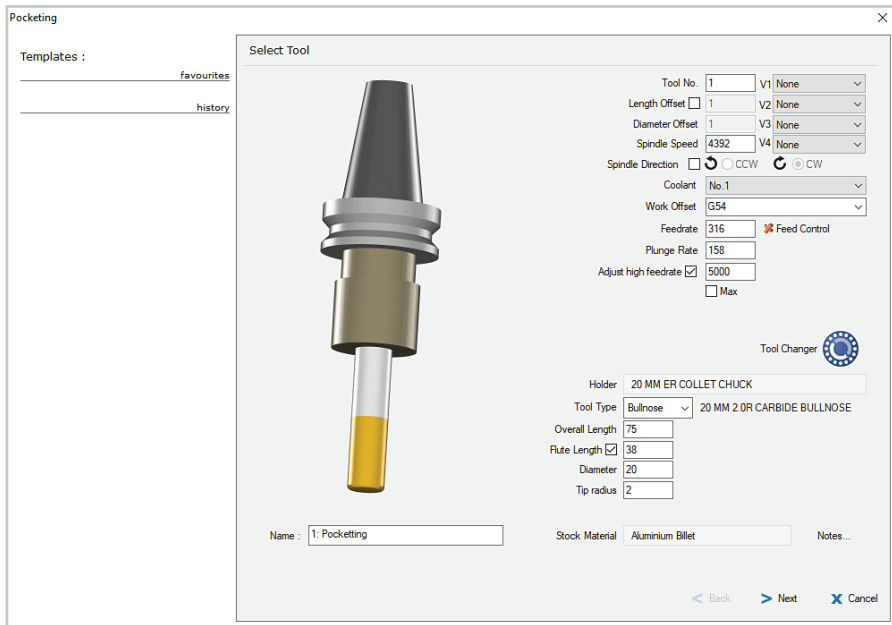 Pocketing
Templates :
favourites
history
Select Tool
Tool No. 1 V1 None
Length Offset 1 V2 None
Diameter Offset 1 V3 None
Spindle Speed 4392 V4 None
Spindle Direction CCW CW
Coolant No.1
Work Offset G54
Feedrate 316 Feed Control
Plunge Rate 158
Adjust high feedrate 5000
Max
Tool Changer
Holder 20 MM ER COLLET CHUCK
Tool Type Bullnose 20 MM 2.0R CARBIDE BULLNOSE
Overall Length 75
Flute Length 38
Diameter 20
Tip radius 2
Name : 1: Pocketting Stock Material Aluminium Billet Notes...
Back Next Cancel